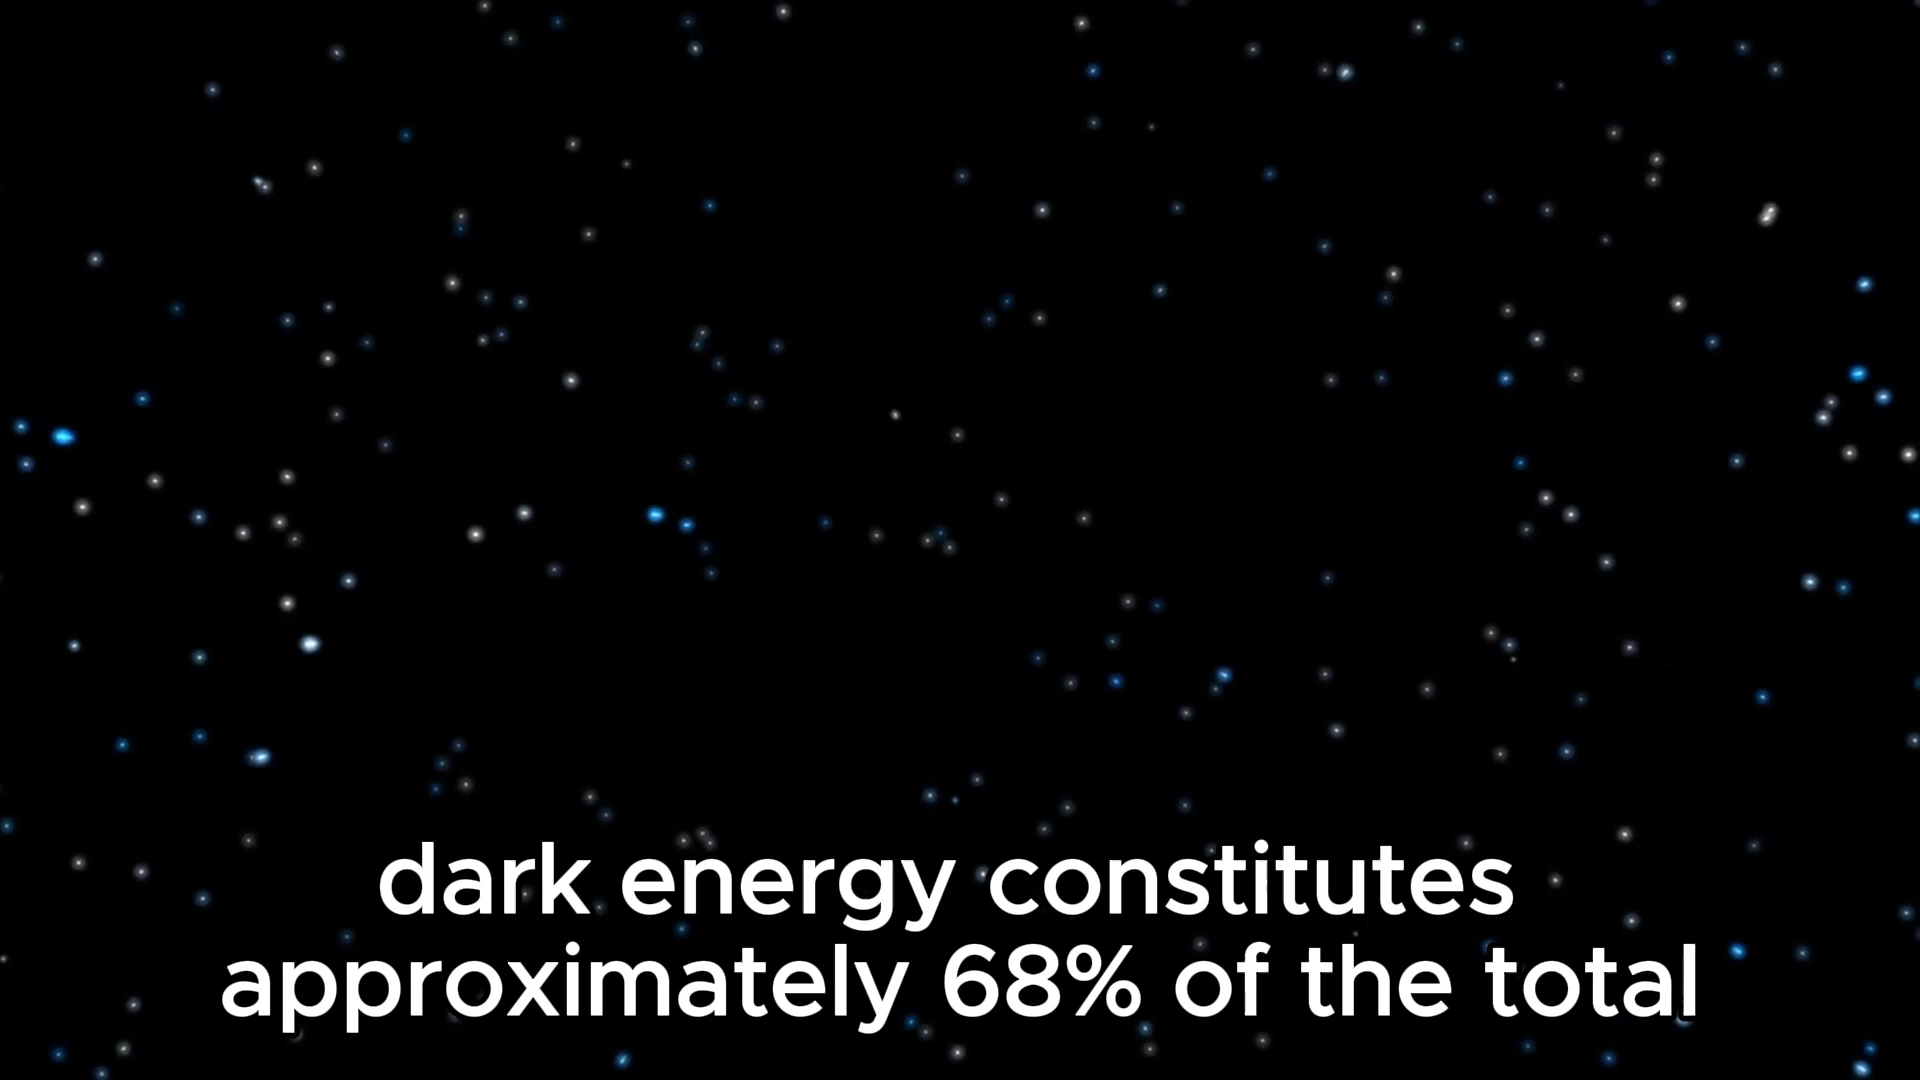 dark energy constitutes
approximately 68% of the total